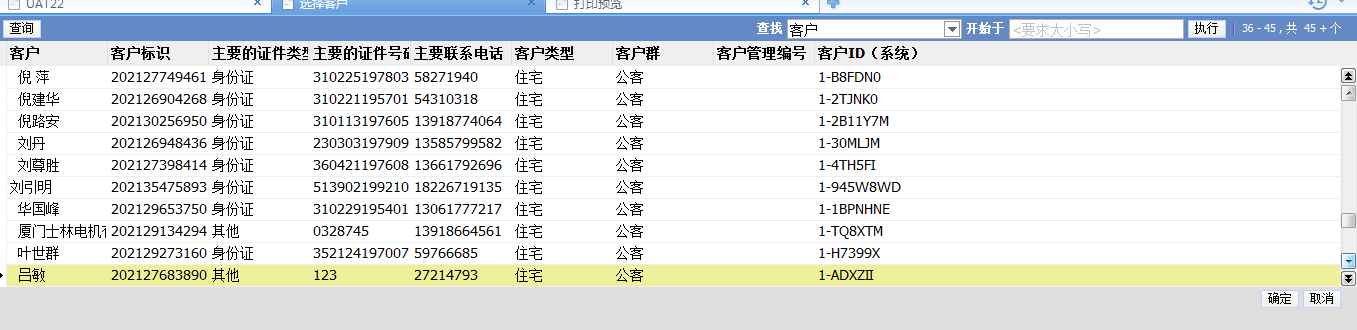 UAT22 × 选择客户 × 打印预览 ×
查询 查找 客户 开始于 <要求大小写> 执行 36 - 45 , 共 45 + 个
客户 客户标识 主要的证件类型 主要的证件号码 主要联系电话 客户类型 客户群 客户管理编号 客户ID（系统）
倪 萍 202127749461 身份证 310225197803 58271940 住宅 公客 1-B8FDN0
倪建华 202126904268 身份证 310221195701 54310318 住宅 公客 1-2TJNK0
倪路安 202130256950 身份证 310113197605 13918774064 住宅 公客 1-2B11Y7M
刘丹 202126948436 身份证 230303197909 13585799582 住宅 公客 1-30MLJM
刘尊胜 202127398414 身份证 360421197608 13661792696 住宅 公客 1-4TH5FI
刘引明 202135475893 身份证 513902199210 18226719135 住宅 公客 1-945W8WD
华国峰 202129653750 身份证 310229195401 13061777217 住宅 公客 1-1BPNHNE
厦门士林电机有 202129134294 其他 0328745 13918664561 住宅 公客 1-TQ8XTM
叶世群 202129273160 身份证 352124197007 59766685 住宅 公客 1-H7399X
吕敏 202127683890 其他 123 27214793 住宅 公客 1-ADXZII
确定 取消